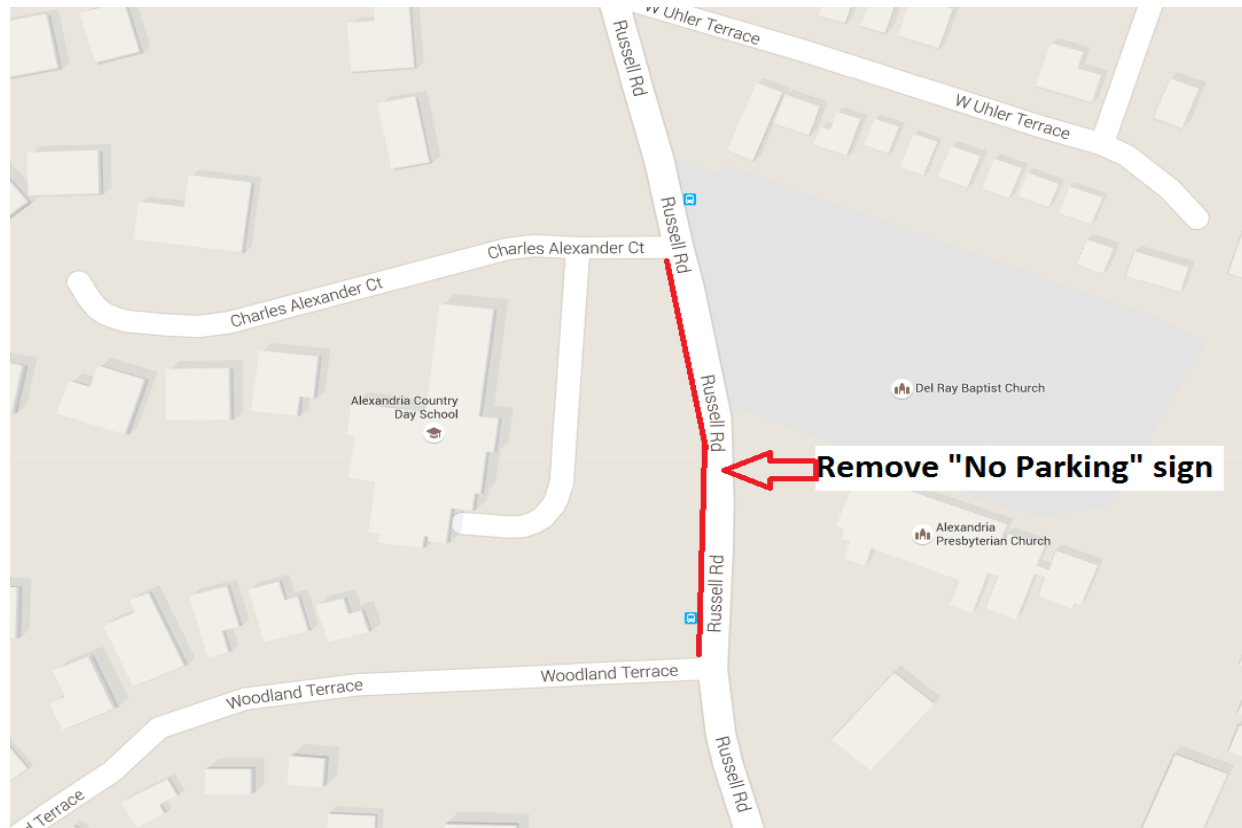 W Uhler Terrace
Russell Rd
W Uhler Terrace
Russell Rd
Charles Alexander Ct
Charles Alexander Ct
Alexandria Country
Day School
Russell Rd
Del Ray Baptist Church
Remove "No Parking" sign
Alexandria
Presbyterian Church
Russell Rd
Woodland Terrace
Woodland Terrace
Russell Rd
d Terrace